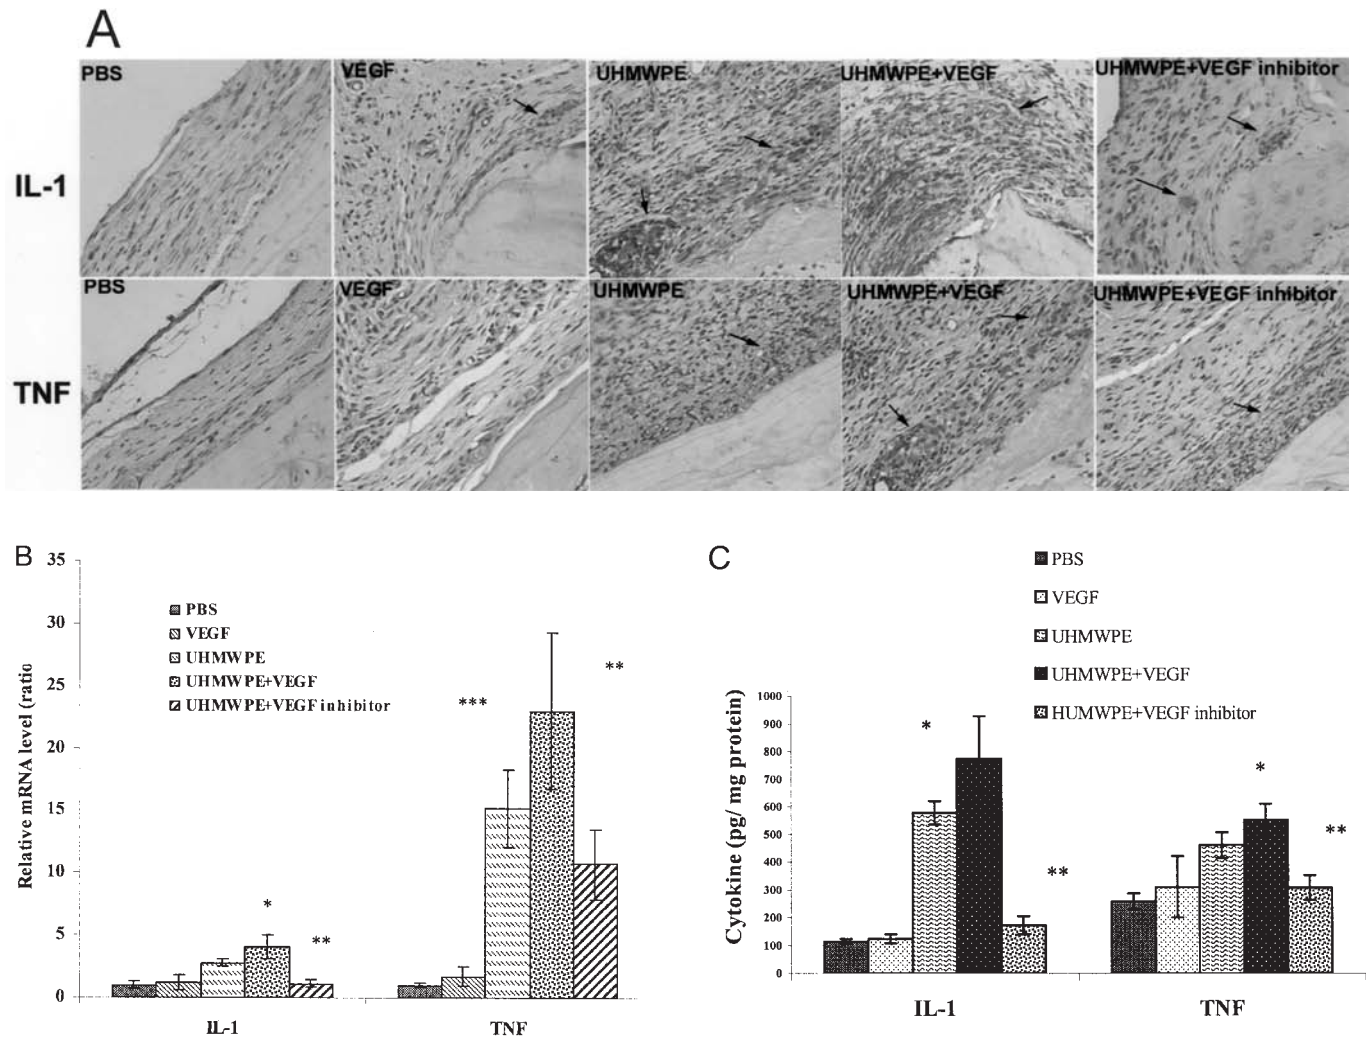 A
PBS
VEGF
UHMWPE
UHMWPE+VEGF
UHMWPE+VEGF inhibitor
IL-1
PBS
VEGF
UHMWPE
UHMWPE+VEGF
UHMWPE+VEGF inhibitor
TNF
B
35
30
25
20
15
10
5
0
Relative mRNA level (ratio
PBS
VEGF
UHMWPE
UHMWPE+VEGF
UHMWPE+VEGF inhibitor
*
**
***
**
IL-1
TNF
C
PBS
VEGF
UHMWPE
UHMWPE+VEGF
HUMWPE+VEGF inhibitor
1000
900
800
700
600
500
400
300
200
100
0
Cytokine (pg/ mg protein)
*
**
*
**
IL-1
TNF